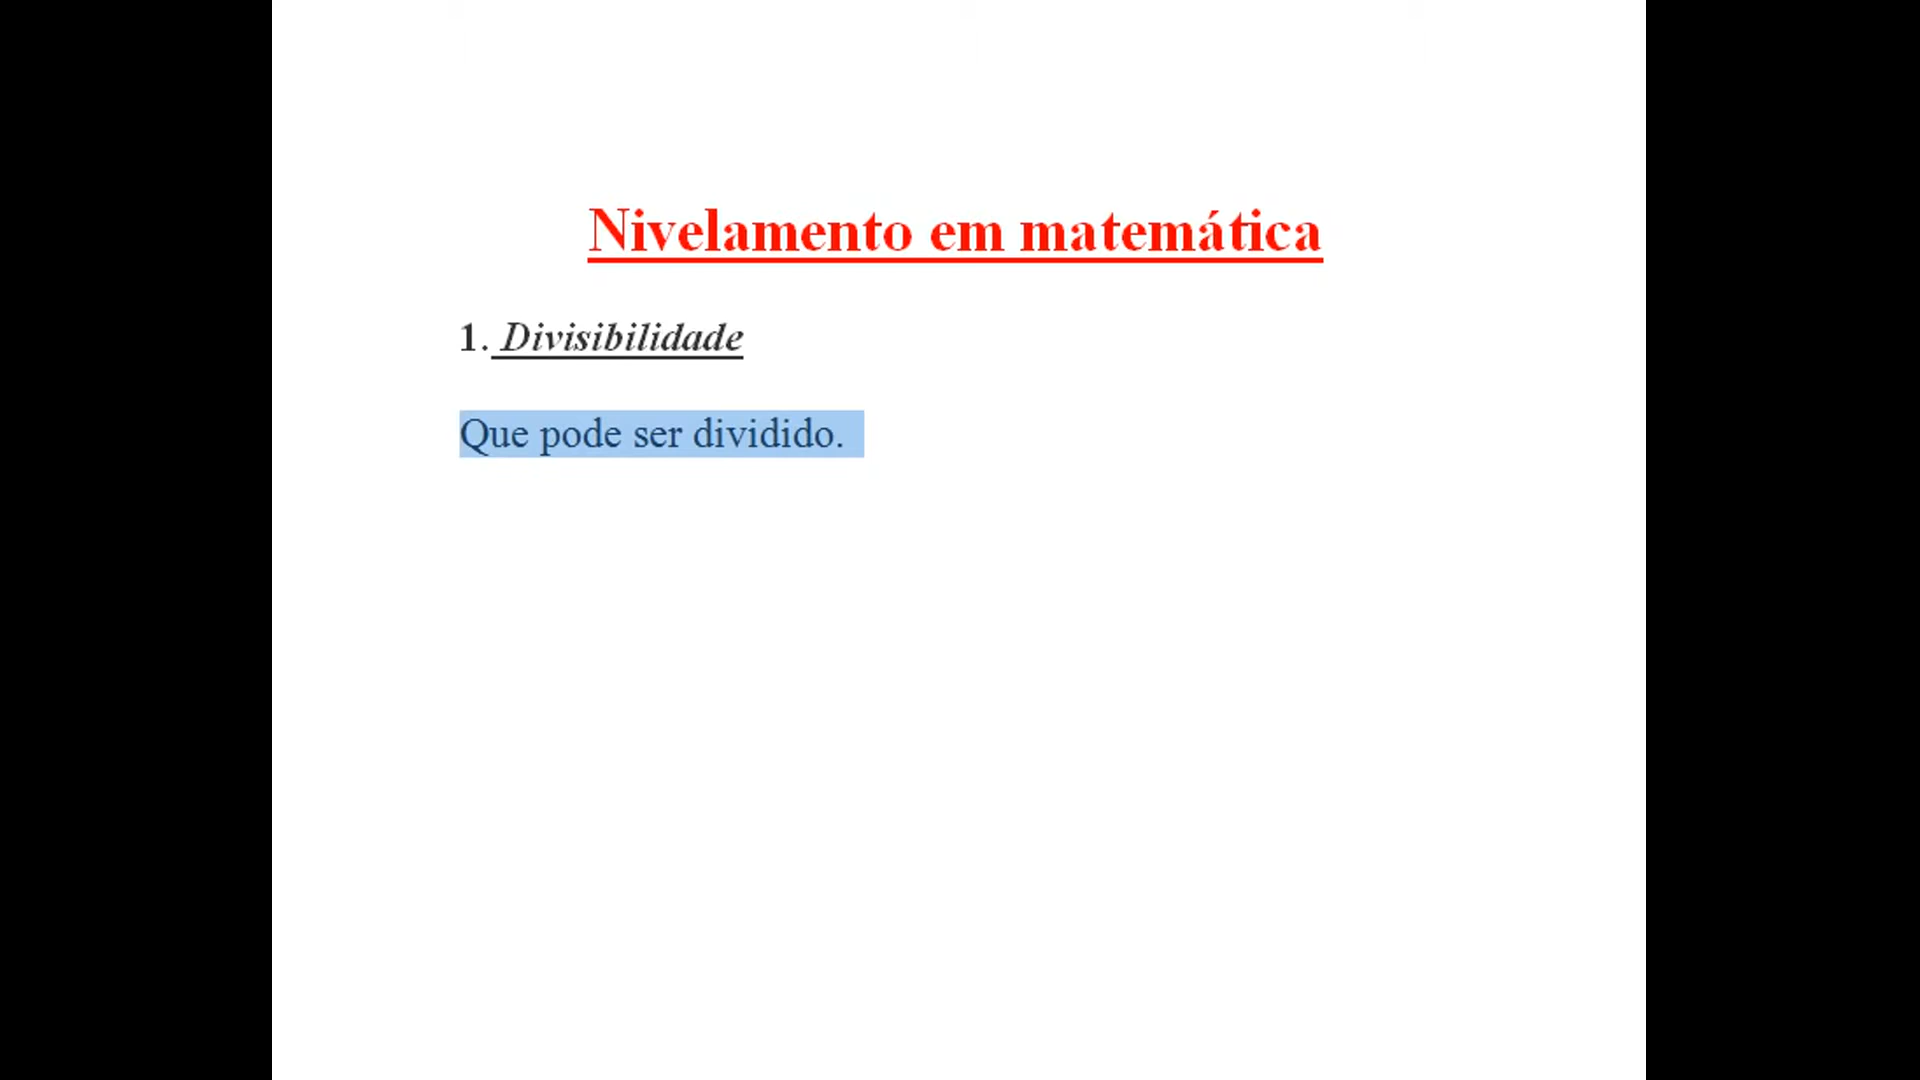 Nivelamento em matemática
1. Divisibilidade
Que pode ser dividido.